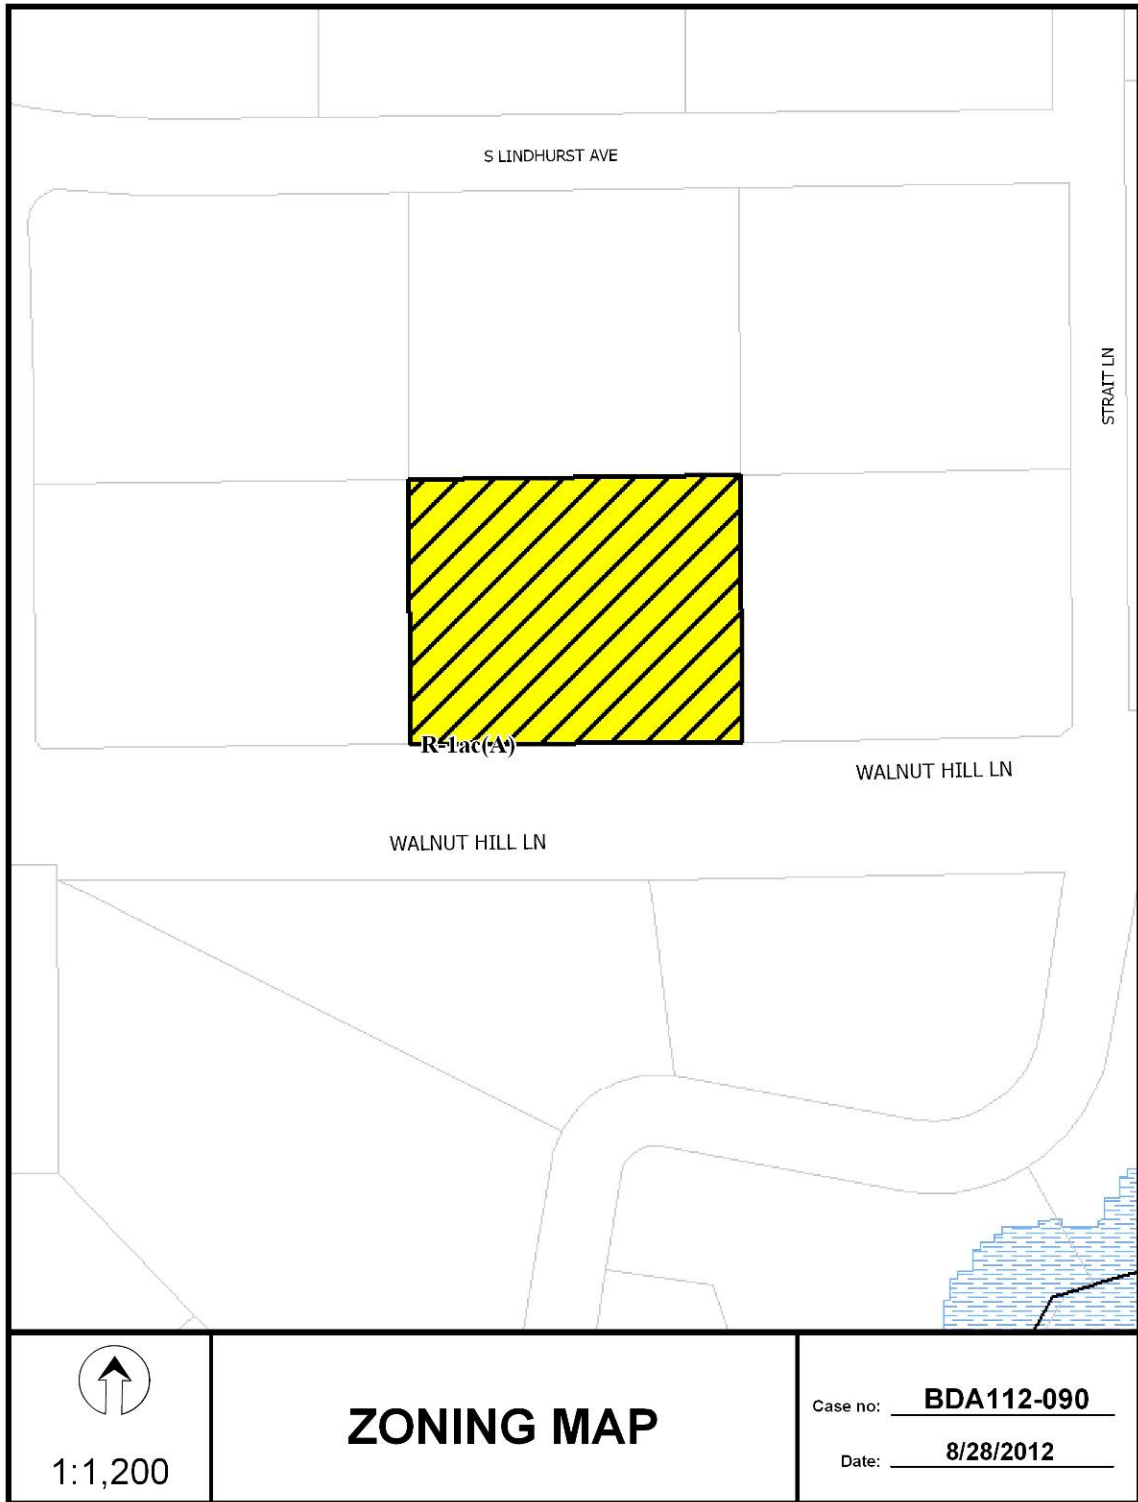 S LINDHURST AVE
STRAIT LN
R-1ac(A)
WALNUT HILL LN
WALNUT HILL LN
1:1,200
ZONING MAP
Case no: BDA112-090
Date: 8/28/2012